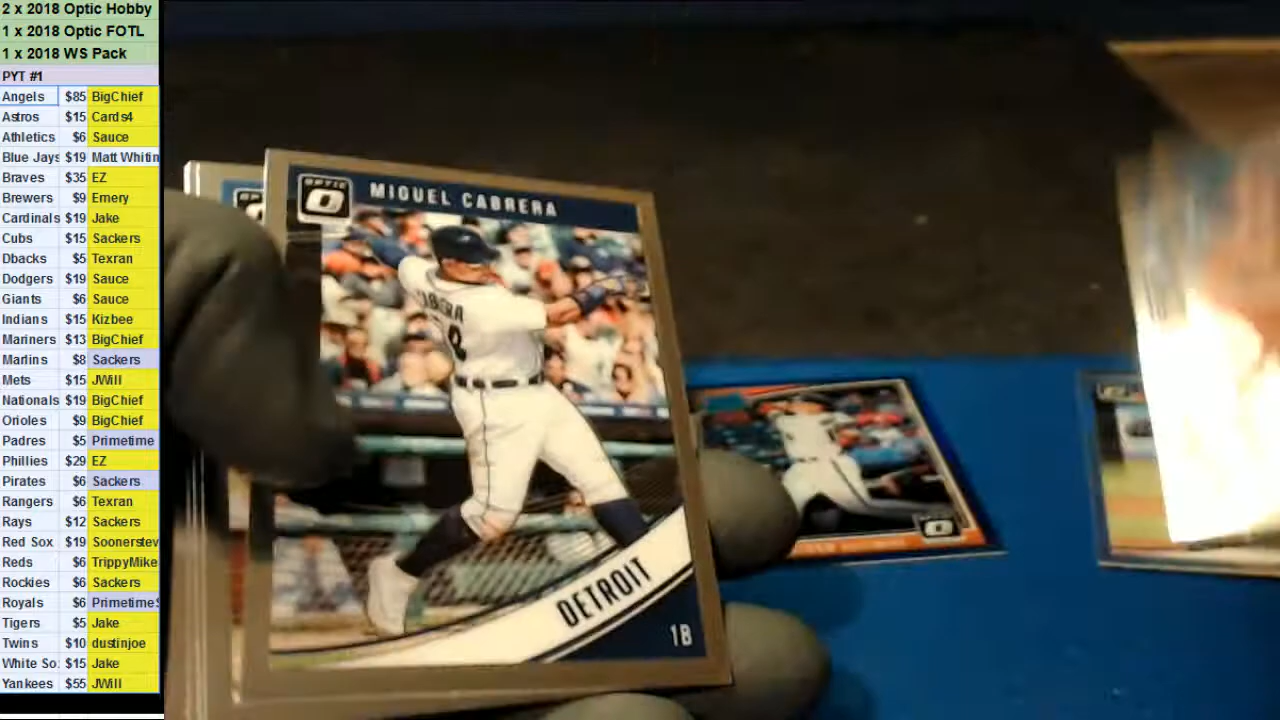 2 x 2018 Optic Hobby
1 x 2018 Optic FOTL
1 x 2018 WS Pack
PYT #1
Angels $85 BigChief
Astros $15 Cards4
Athletics $6 Sauce
Blue Jays $19 Matt Whitin
Braves $35 EZ
Brewers $9 Emery
Cardinals $19 Jake
Cubs $15 Sackers
Dbacks $5 Texran
Dodgers $19 Sauce
Giants $6 Sauce
Indians $15 Kizbee
Mariners $13 BigChief
Marlins $8 Sackers
Mets $15 JWill
Nationals $19 BigChief
Orioles $9 BigChief
Padres $5 Primetime
Phillies $29 EZ
Pirates $6 Sackers
Rangers $6 Texran
Rays $12 Sackers
Red Sox $19 Soonerstev
Reds $6 TrippyMike
Rockies $6 Sackers
Royals $6 PrimetimeS
Tigers $5 Jake
Twins $10 dustinjoe
White So $15 Jake
Yankees $55 JWill
OPTIC
O
MIGUEL CABRERA
DETROIT
1B